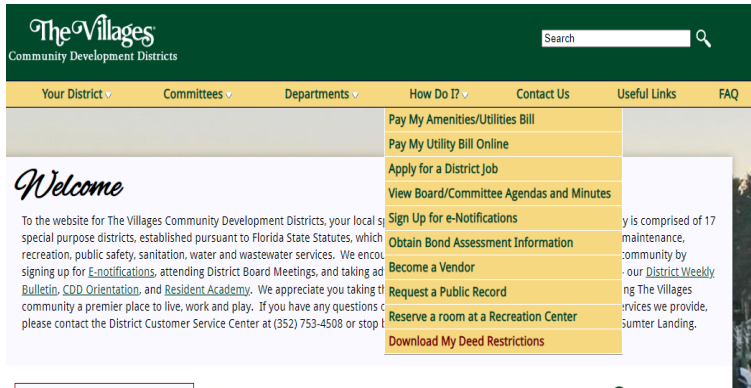 The Villages®
Community Development Districts
Search
Your District Committees Departments How Do I? Contact Us Useful Links FAQ
Pay My Amenities/Utilities Bill
Pay My Utility Bill Online
Apply for a District Job
View Board/Committee Agendas and Minutes
Sign Up for e-Notifications
Obtain Bond Assessment Information
Become a Vendor
Request a Public Record
Reserve a room at a Recreation Center
Download My Deed Restrictions
Welcome
To the website for The Villages Community Development Districts, your local y is comprised of 17
special purpose districts, established pursuant to Florida State Statutes, which maintenance,
recreation, public safety, sanitation, water and wastewater services. We ommunity by
signing up for E-notifications, attending District Board Meetings, and taking - our District Weekly
Bulletin, CDD Orientation, and Resident Academy. We appreciate you taking ng The Villages
community a premier place to live, work and play. If you have any questions ervices we provide,
please contact the District Customer Service Center at (352) 753-4508 or stop Sumter Landing.